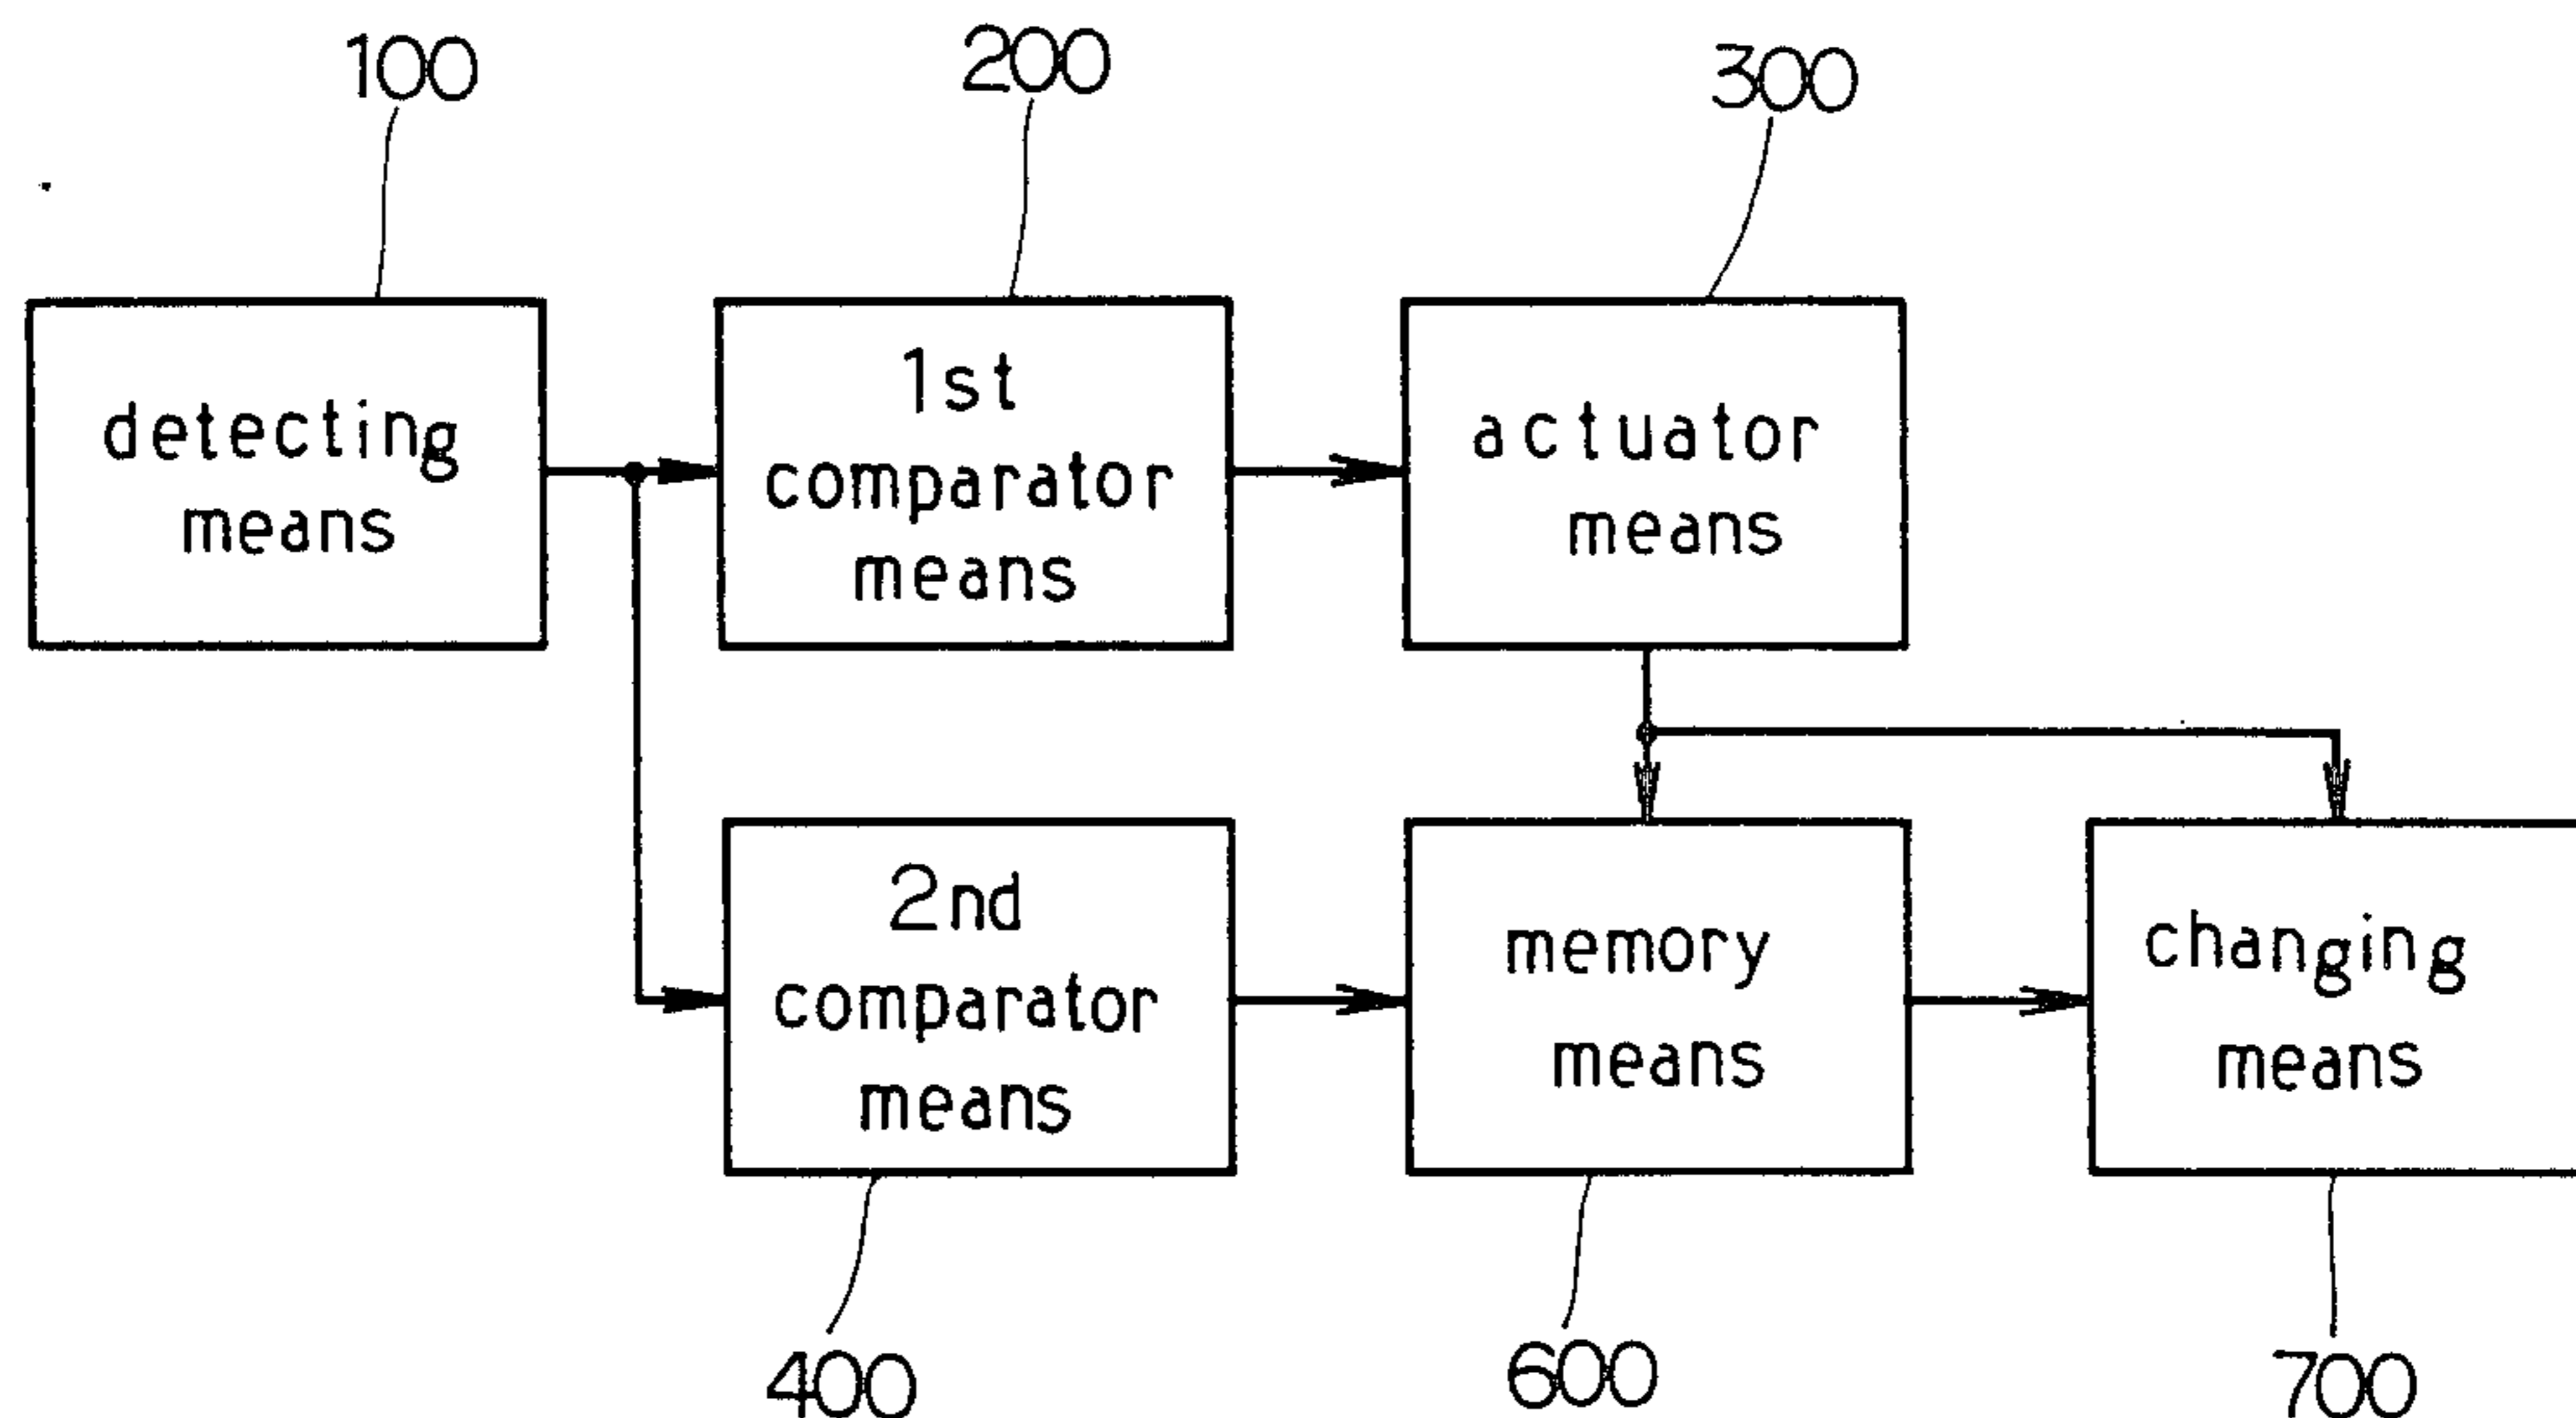 100
200
300
detecting
means
1st
comparator
means
actuator
means
2nd
comparator
means
memory
means
changing
means
400
600
700